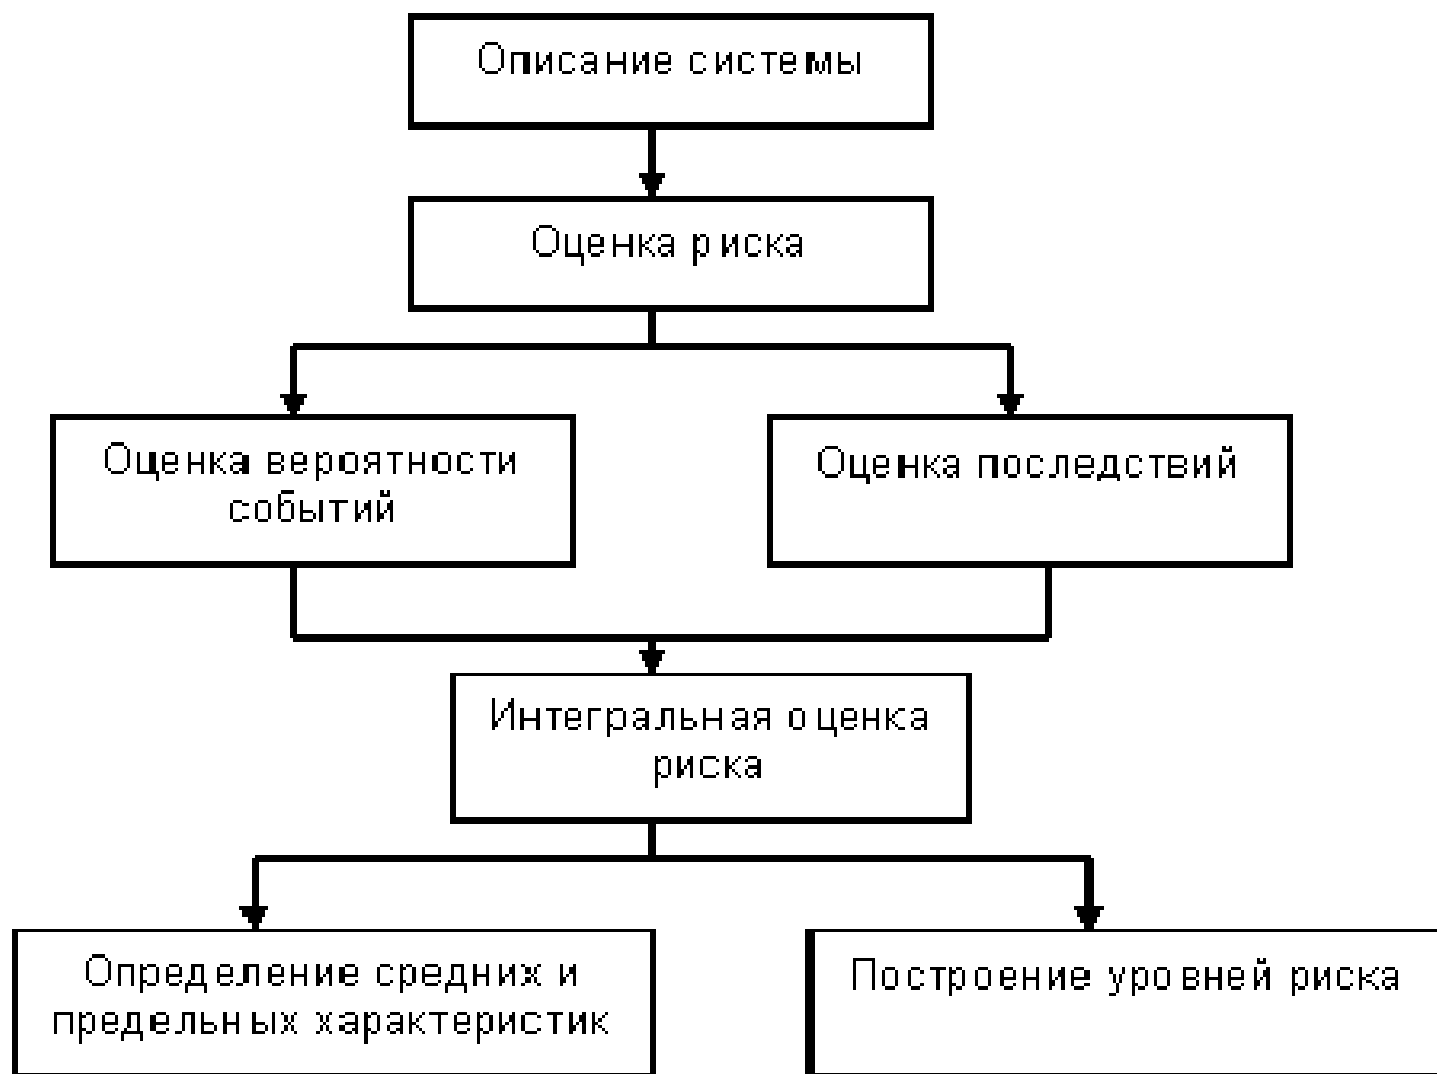 Описание системы
Оценка риска
Оценка вероятности
событий
Оценка последствий
Интегральная оценка
риска
Определение средних и
предельных характеристик
Построение уровней риска